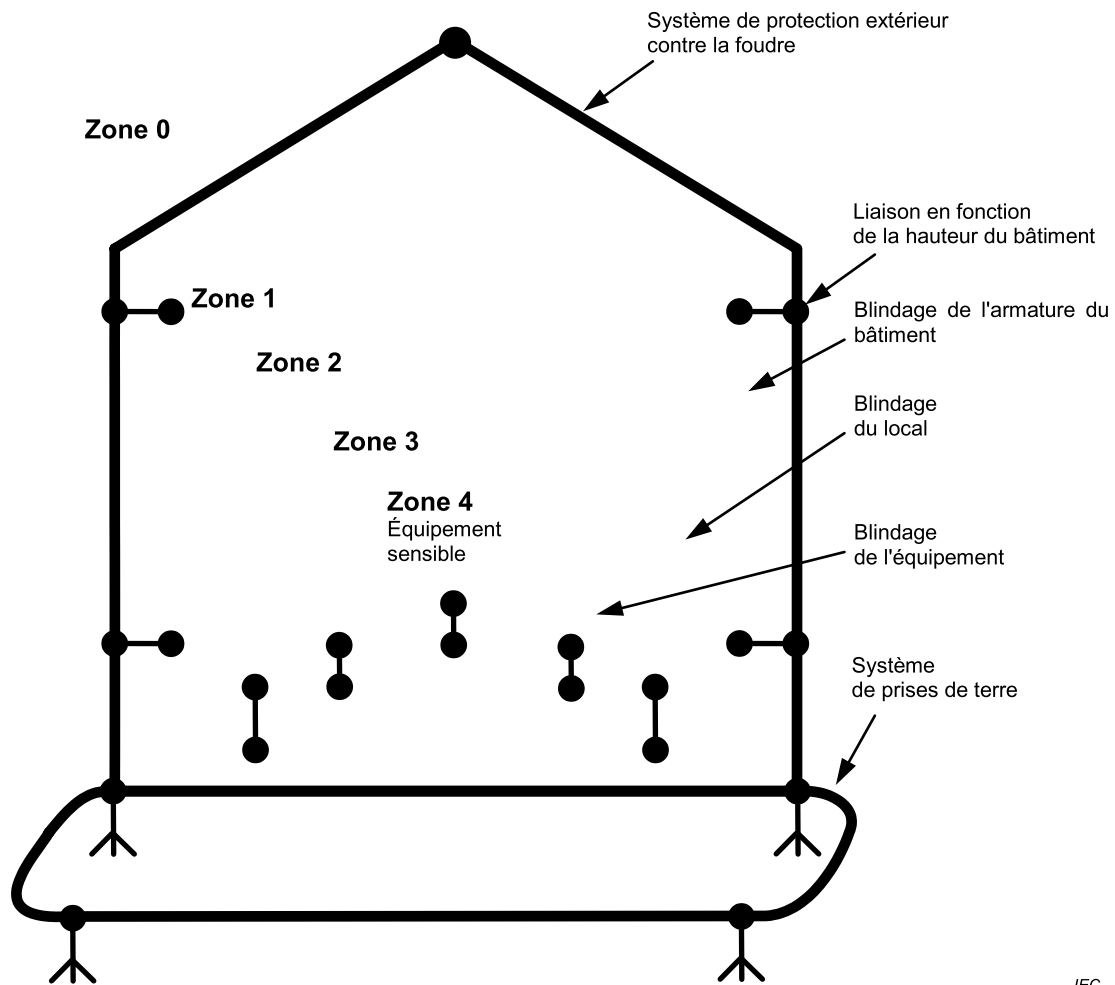 Système de protection extérieur
contre la foudre
Zone 0
Liaison en fonction
de la hauteur du bâtiment
Zone 1
Blindage de l'armature du
bâtiment
Zone 2
Blindage
du local
Zone 3
Zone 4
Équipement
sensible
Blindage
de l'équipement
Système
de prises de terre
IEC